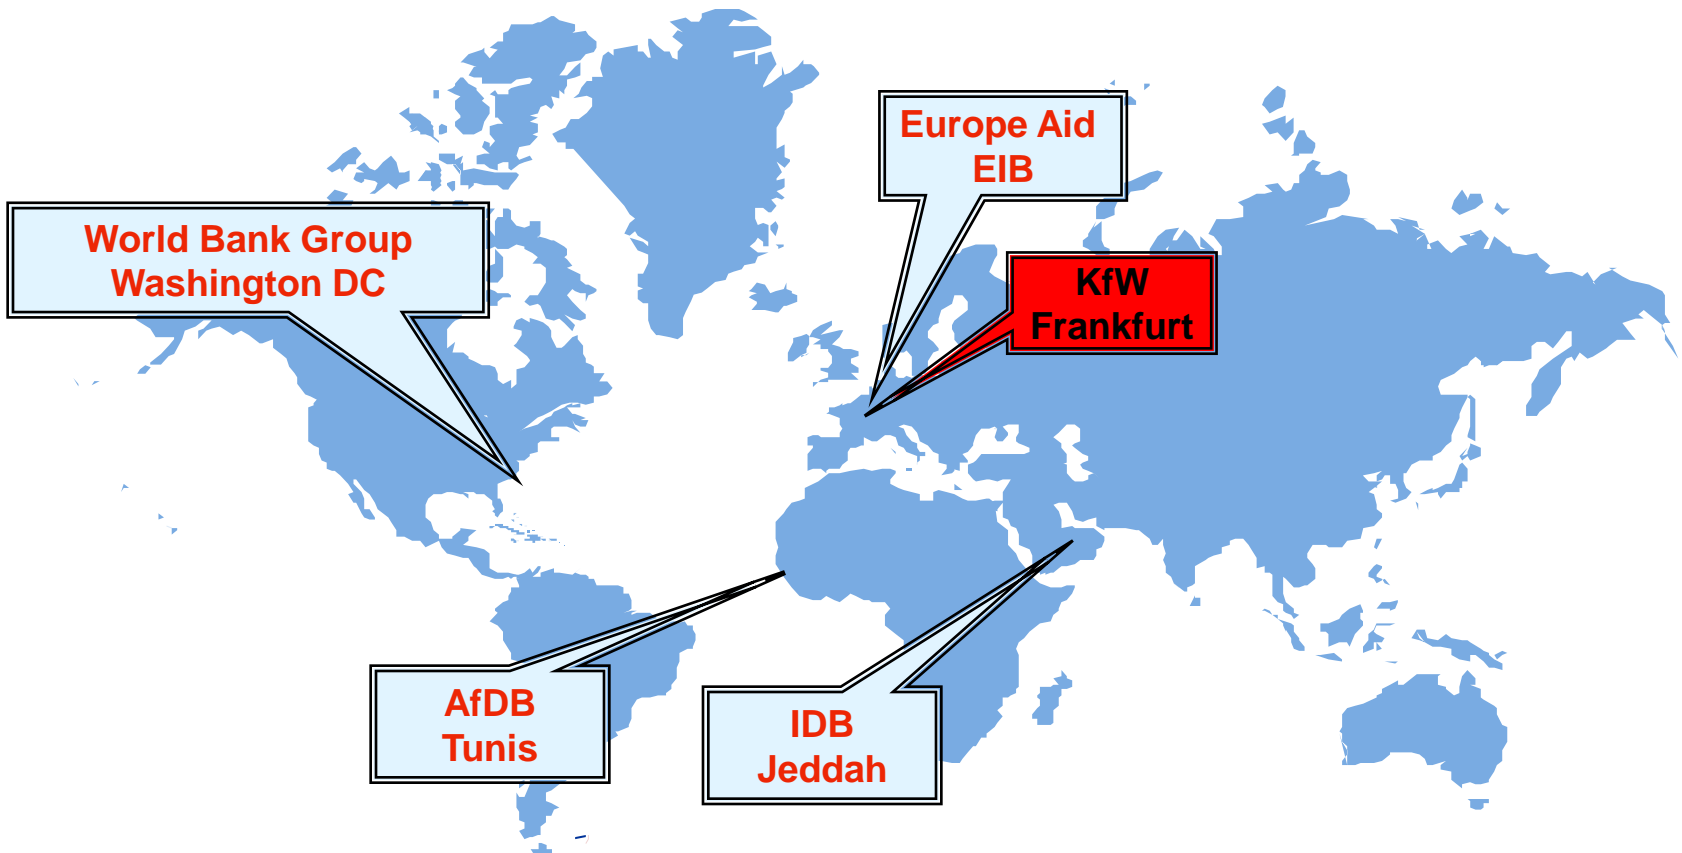 Europe Aid
EIB
World Bank Group
Washington DC
KfW
Frankfurt
AfDB
Tunis
IDB
Jeddah